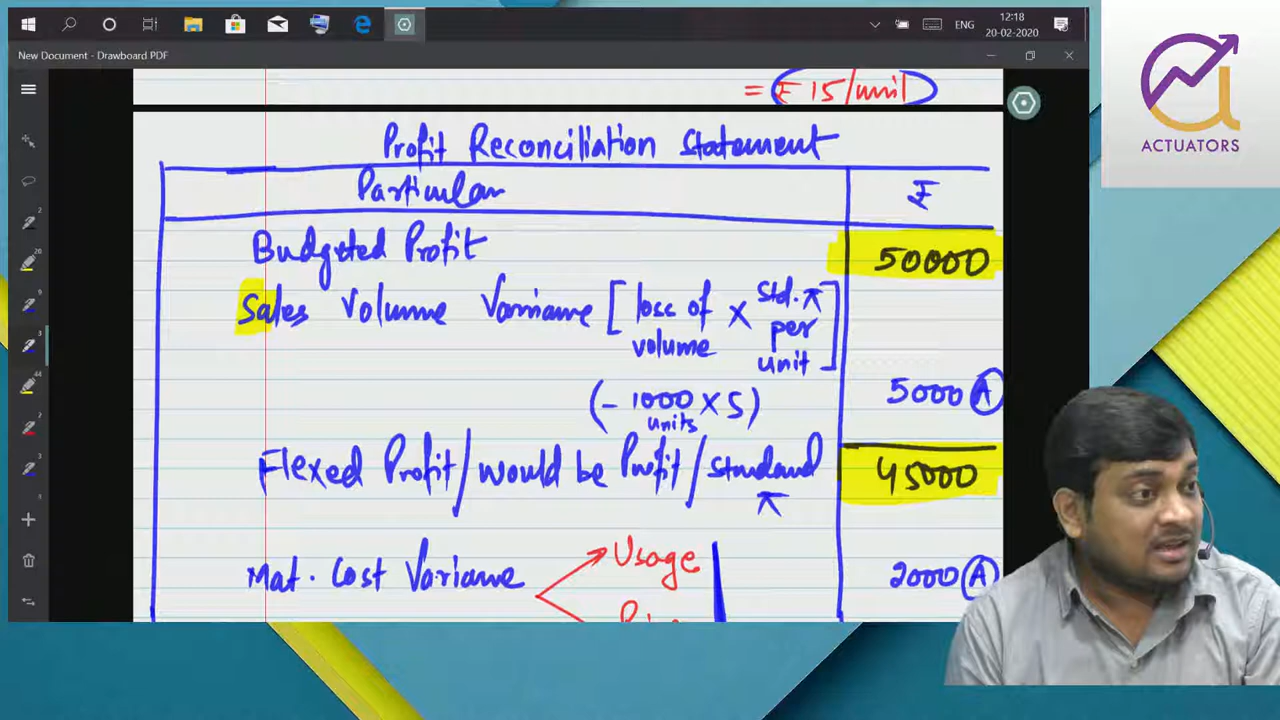 ENG
12:18
20-02-2020
New Document - Drawboard PDF
= ₹ 15/unit
ACTUATORS
Profit Reconciliation Statement
Particular ₹
Budgeted Profit 50000
Sales Volume Variance [loss of volume × Std. π per unit]
(-1000 units × 5) 5000 (A)
Flexed Profit/would be Profit/standard π 45000
Mat. Cost Variance Usage 2000 (A)